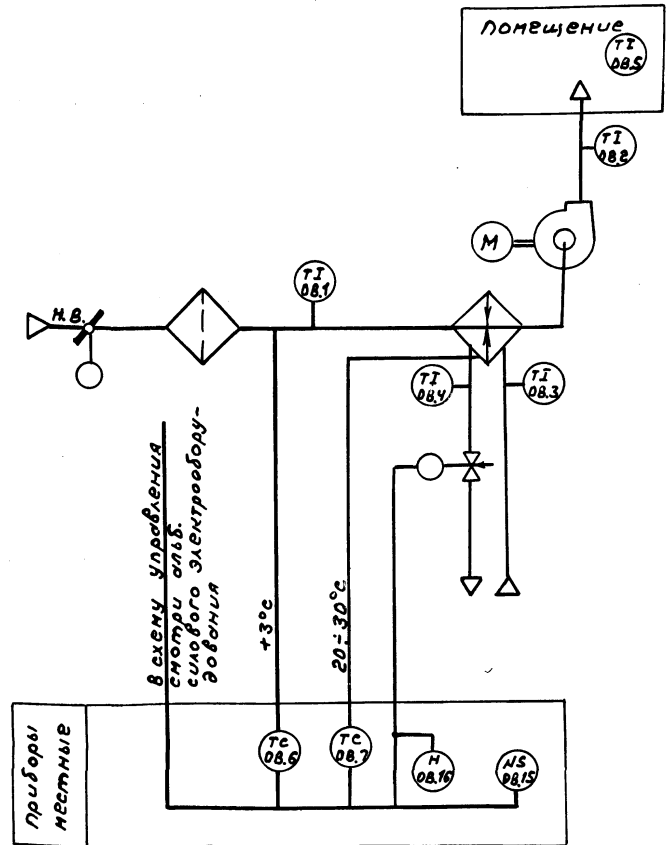 помещение
TI
DB.5
TI
DB.2
M
TI
DB.1
Н.В.
TI
DB.4
TI
DB.3
в схему управления
смотри альб.
силового электрообору-
дования
+3°с
20÷30°с.
приборы
местные
TC
DB.6
TC
DB.7
H
DB.16
NS
DB.15